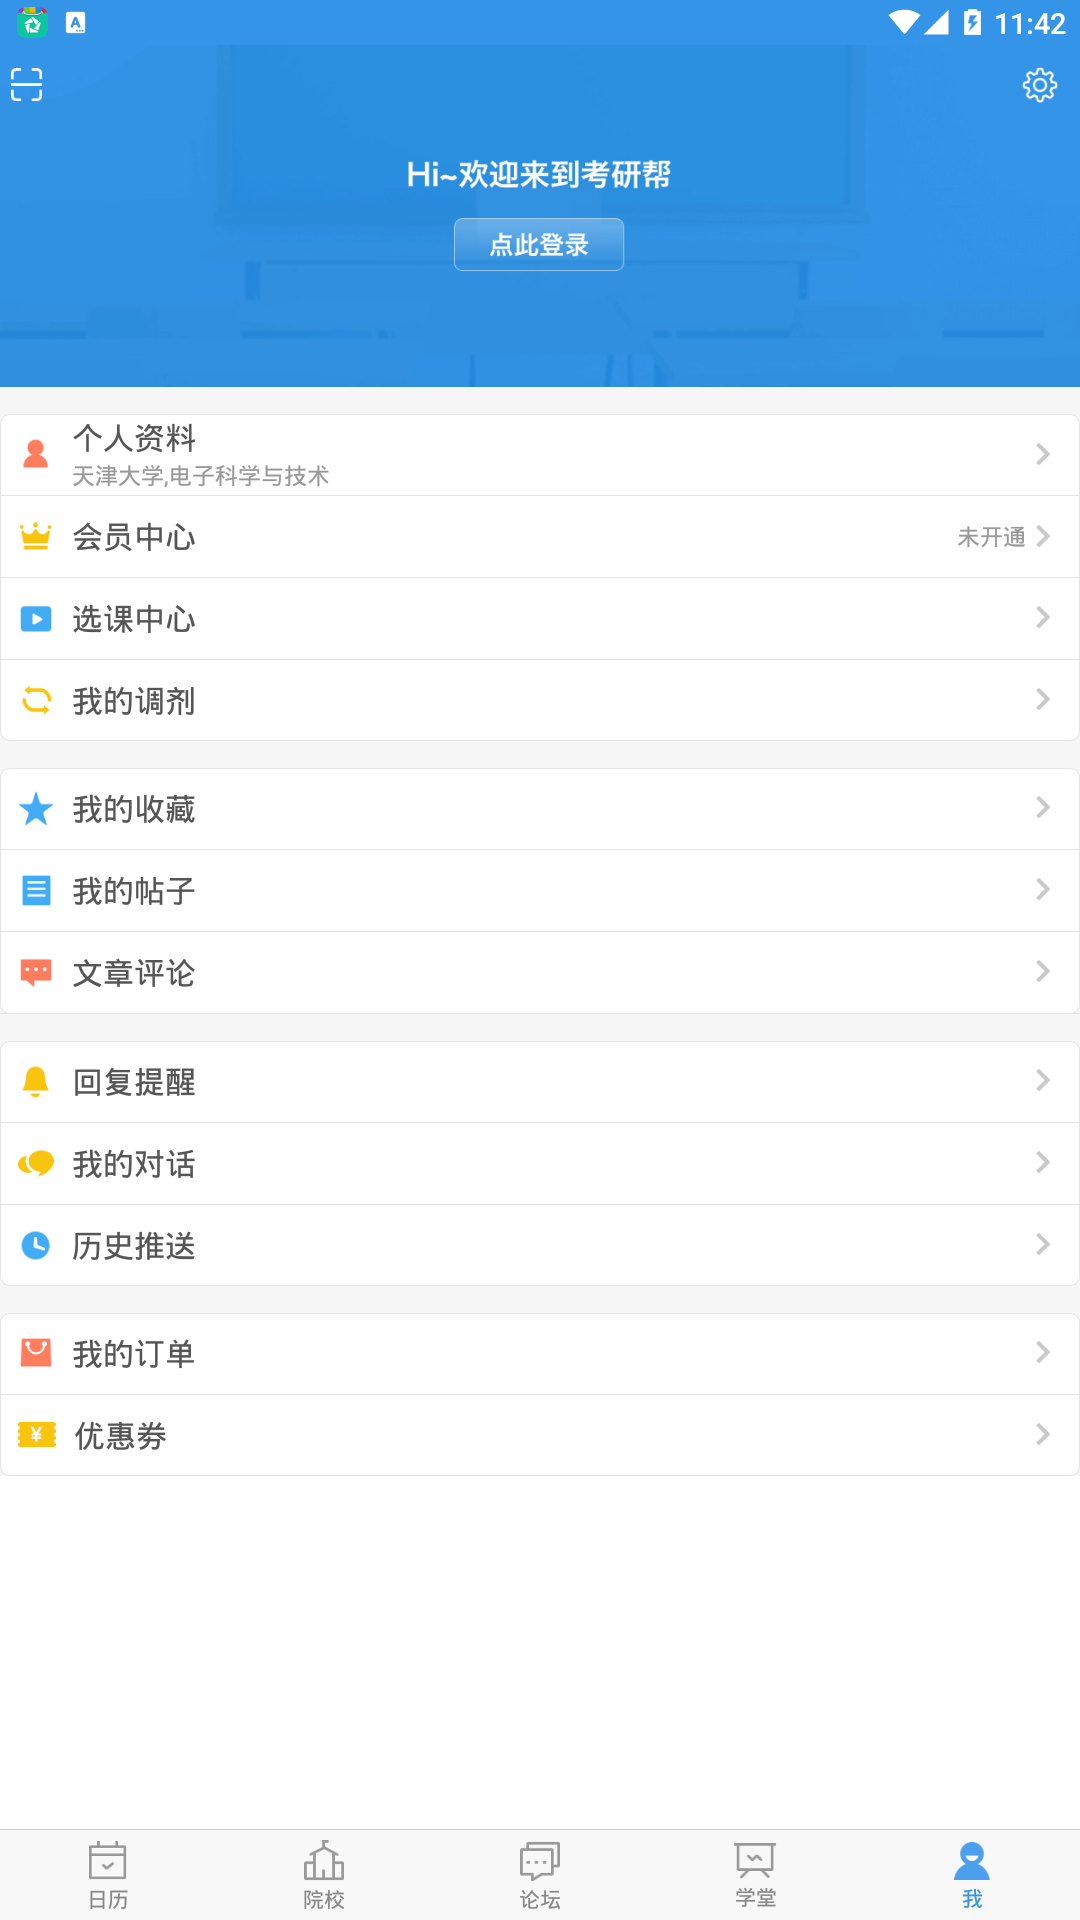 11:42
Hi~欢迎来到考研帮
点此登录
个人资料
天津大学,电子科学与技术
会员中心
未开通
选课中心
我的调剂
我的收藏
我的帖子
文章评论
回复提醒
我的对话
历史推送
我的订单
优惠劵
日历
院校
论坛
学堂
我